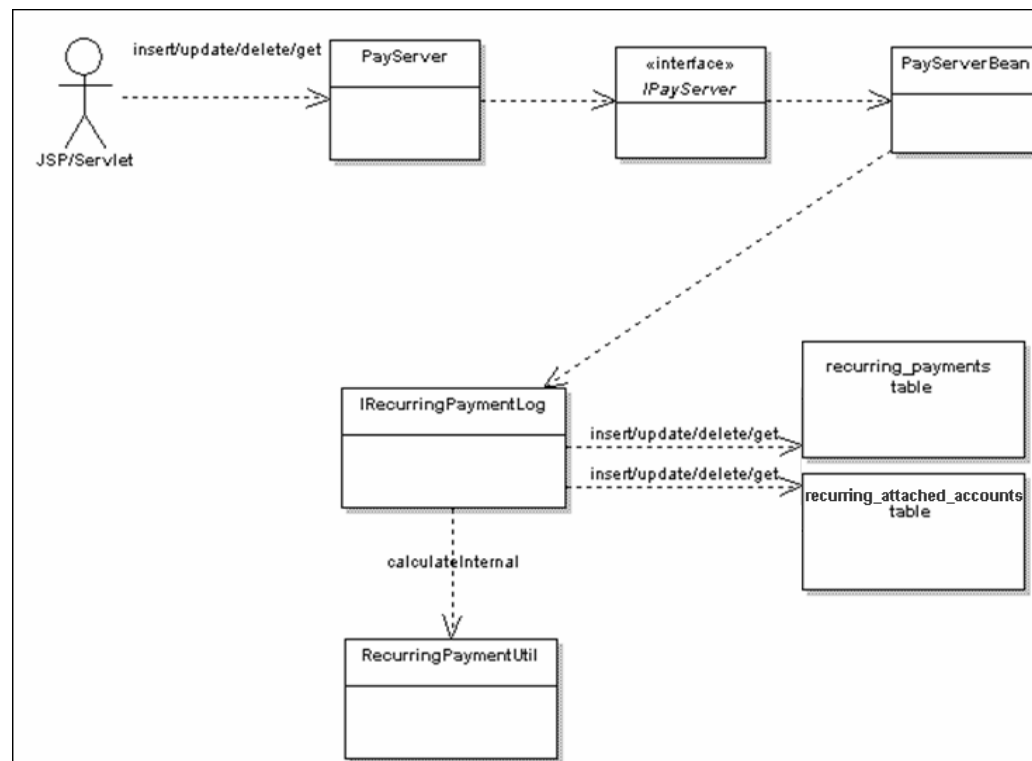 insert/update/delete/get
PayServer
«interface»
IPayServer
PayServerBean
JSP/Servlet
IRecurringPaymentLog
insert/update/delete/get
recurring_payments
table
insert/update/delete/get
recurring_attached_accounts
table
calculateInternal
RecurringPaymentUtil